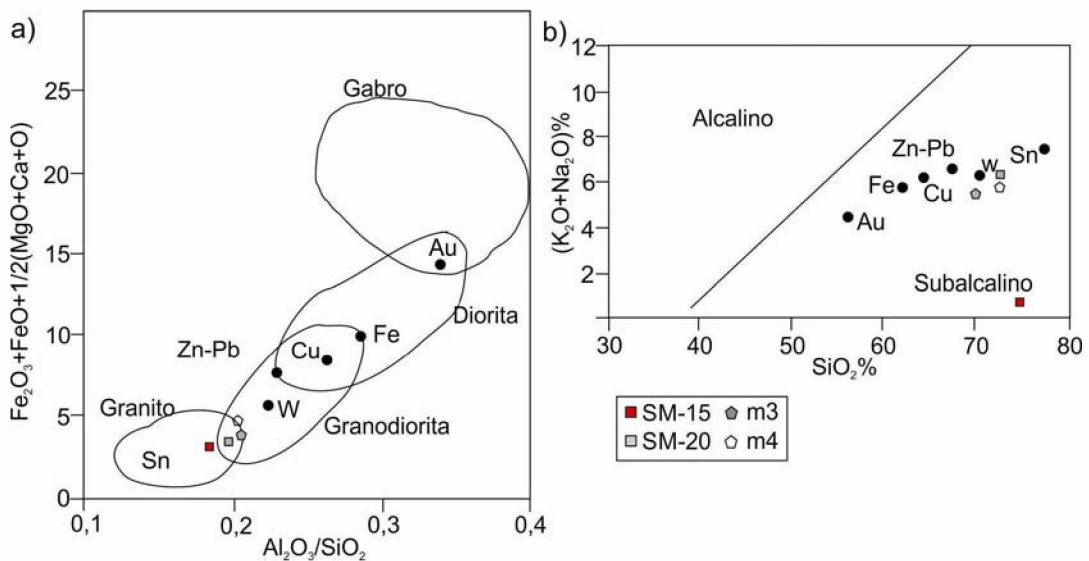 a)
Fe₂O₃+FeO+1/2(MgO+Ca+O)
25
20
15
10
5
0
0,1
0,2
0,3
0,4
Al₂O₃/SiO₂
Gabro
Au
Diorita
Fe
Cu
Zn-Pb
W
Granodiorita
Granito
Sn
b)
(K₂O+Na₂O)%
12
10
8
6
4
2
30
40
50
60
70
80
SiO₂%
Alcalino
Zn-Pb
Sn
w
Fe
Cu
Au
Subalcalino
SM-15
m3
SM-20
m4